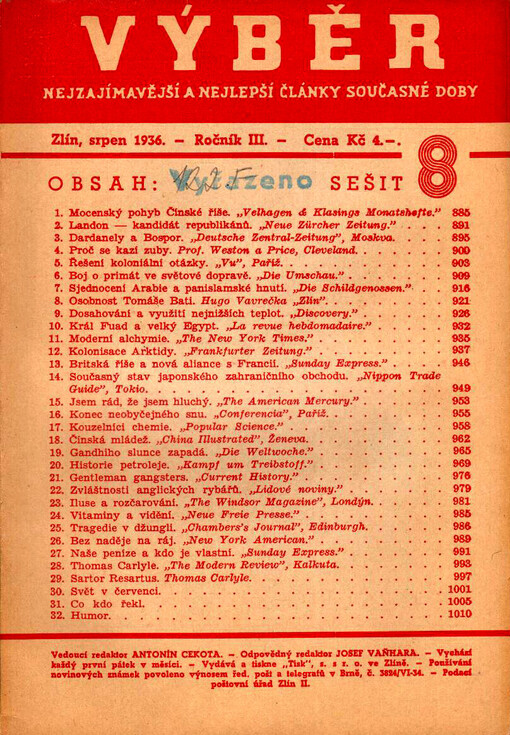 VÝBĚR
NEJZAJÍMAVĚJŠÍ A NEJLEPŠÍ ČLÁNKY SOUČASNÉ DOBY
Zlín, srpen 1936. – Ročník III. – Cena Kč 4.–.
OBSAH: Vyřazeno SEŠIT 8
1. Mocenský pohyb Čínské říše. „Velhagen & Klasings Monatshefte." 885
2. Landon — kandidát republikánů. „Neue Zürcher Zeitung." . . . 891
3. Dardanely a Bospor. „Deutsche Zentral-Zeitung", Moskva. . . . 895
4. Proč se kazí zuby. Prof. Weston a Price, Cleveland. . . . 900
5. Řešení koloniální otázky. „Vu", Paříž. . . . 903
6. Boj o primát ve světové dopravě. „Die Umschau." . . . 909
7. Sjednocení Arabie a panislamské hnutí. „Die Schildgenossen." . 916
8. Osobnost Tomáše Bati. Hugo Vavrečka „Zlín". . . . 921
9. Dosahování a využití nejnižších teplot. „Discovery." . . . 926
10. Král Fuad a velký Egypt. „La revue hebdomadaire." . . . 932
11. Moderní alchymie. „The New York Times." . . . 935
12. Kolonisace Arktidy. „Frankfurter Zeitung." . . . 937
13. Britská říše a nová aliance s Francií. „Sunday Express." . . . 946
14. Současný stav japonského zahraničního obchodu. „Nippon Trade
Guide", Tokio. . . . 949
15. Jsem rád, že jsem hluchý. „The American Mercury." . . . 953
16. Konec neobyčejného snu. „Conferencia", Paříž. . . . 955
17. Kouzelníci chemie. „Popular Science." . . . 958
18. Čínská mládež. „China Illustrated", Ženeva. . . . 962
19. Gandhiho slunce zapadá. „Die Weltwoche." . . . 965
20. Historie petroleje. „Kampf um Treibstoff." . . . 969
21. Gentleman gangsters. „Current History." . . . 976
22. Zvláštnosti anglických rybářů. „Lidové noviny." . . . 979
23. Iluse a rozčarování. „The Windsor Magazine", Londýn. . . . 981
24. Vitaminy a vidění. „Neue Freie Presse." . . . 985
25. Tragedie v džungli. „Chambers's Journal", Edinburgh. . . . 986
26. Bez naděje na ráj. „New York American." . . . 989
27. Naše peníze a kdo je vlastní. „Sunday Express." . . . 991
28. Thomas Carlyle. „The Modern Review", Kalkuta. . . . 993
29. Sartor Resartus. Thomas Carlyle. . . . 997
30. Svět v červenci. . . . 1001
31. Co kdo řekl. . . . 1005
32. Humor. . . . 1010
Vedoucí redaktor ANTONÍN CEKOTA. – Odpovědný redaktor JOSEF VAŇHARA. – Vychází
každý první pátek v měsíci. – Vydává a tiskne „Tisk", s. s r. o. ve Zlíně. – Používání
novinových známek povoleno výnosem řed. pošt a telegrafů v Brně, č. 3824/VI-34. – Podací
poštovní úřad Zlín II.